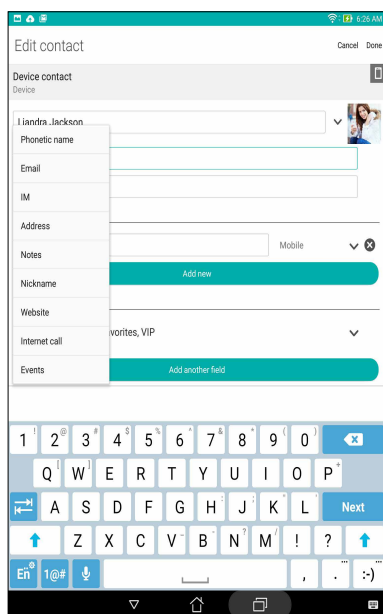 6:26 AM
Edit contact
Cancel Done
Device contact
Device
Liandra Jackson
Phonetic name
Email
IM
Address
Notes
Mobile
Nickname
Add new
Website
Internet call
vorites, VIP
Events
Add another field
1 ! 2 @ 3 # 4 $ 5 % 6 ^ 7 & 8 * 9 ( 0 )
Q [ W ] E R T Y U I O P +
A S D F G H : J ; K " L ' Next
Z X C V - B - N ? M / ! ?
En 1@# , . :-)